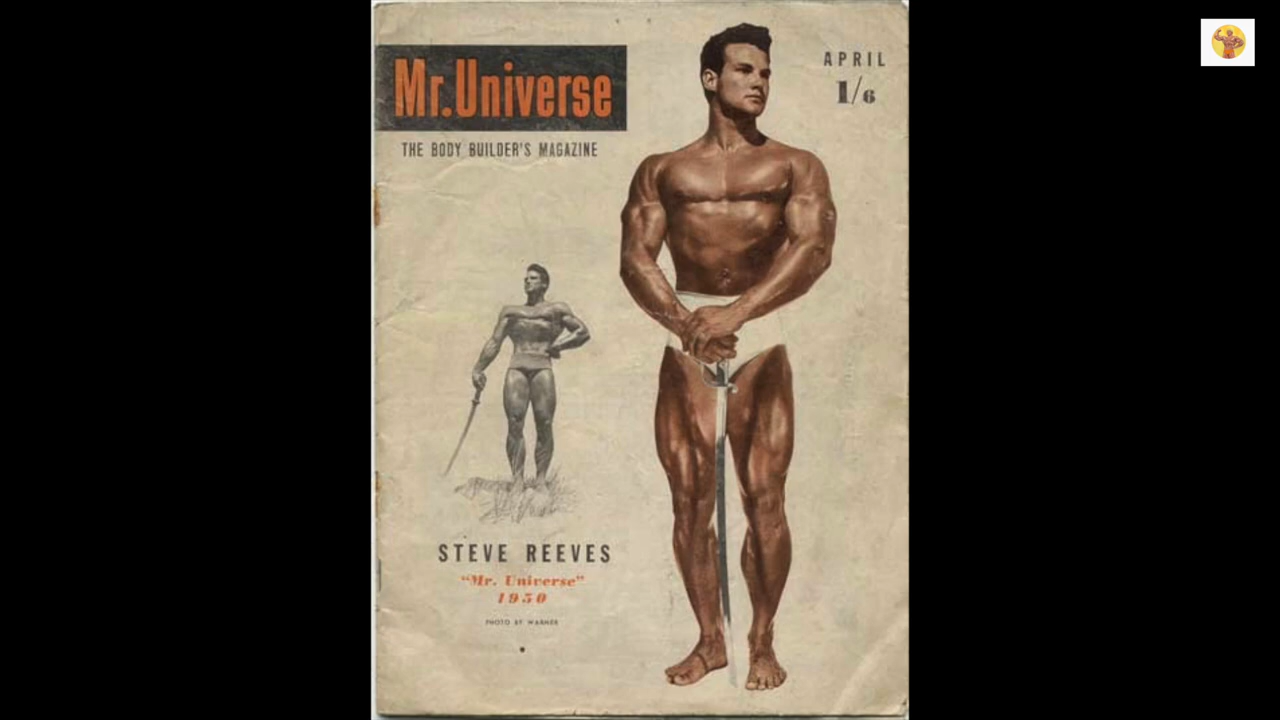 Mr.Universe
THE BODY BUILDER'S MAGAZINE
APRIL
1/6
STEVE REEVES
"Mr. Universe"
1950
PHOTO BY WARNER